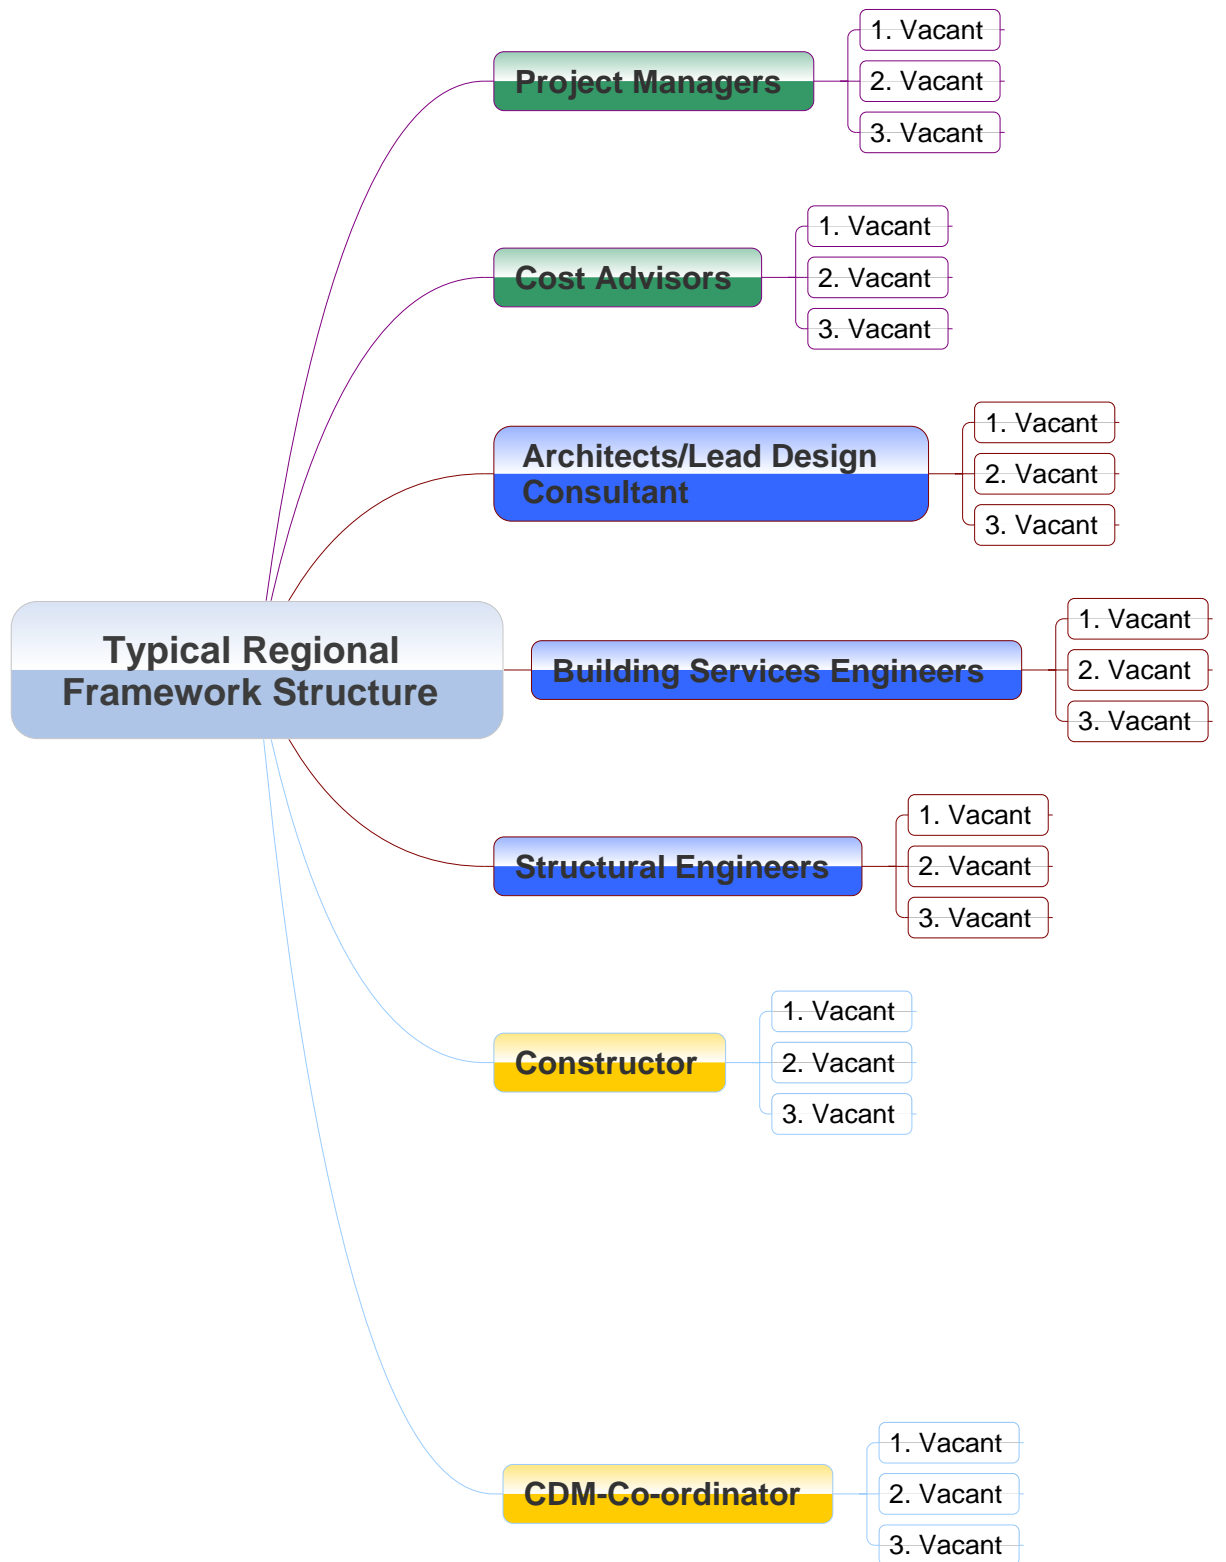 Project Managers
1. Vacant
2. Vacant
3. Vacant
Cost Advisors
1. Vacant
2. Vacant
3. Vacant
Architects/Lead Design
Consultant
1. Vacant
2. Vacant
3. Vacant
Typical Regional
Framework Structure
Building Services Engineers
1. Vacant
2. Vacant
3. Vacant
Structural Engineers
1. Vacant
2. Vacant
3. Vacant
Constructor
1. Vacant
2. Vacant
3. Vacant
CDM-Co-ordinator
1. Vacant
2. Vacant
3. Vacant